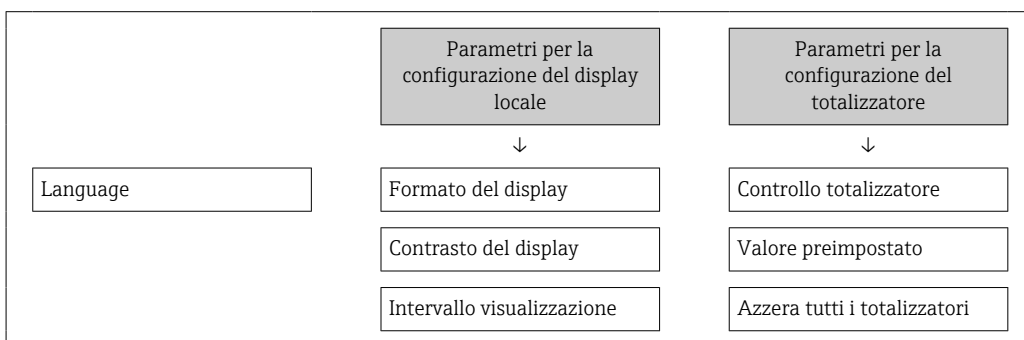 Parametri per la
configurazione del display
locale
Parametri per la
configurazione del
totalizzatore
↓
↓
Language
Formato del display
Controllo totalizzatore
Contrasto del display
Valore preimpostato
Intervallo visualizzazione
Azzera tutti i totalizzatori